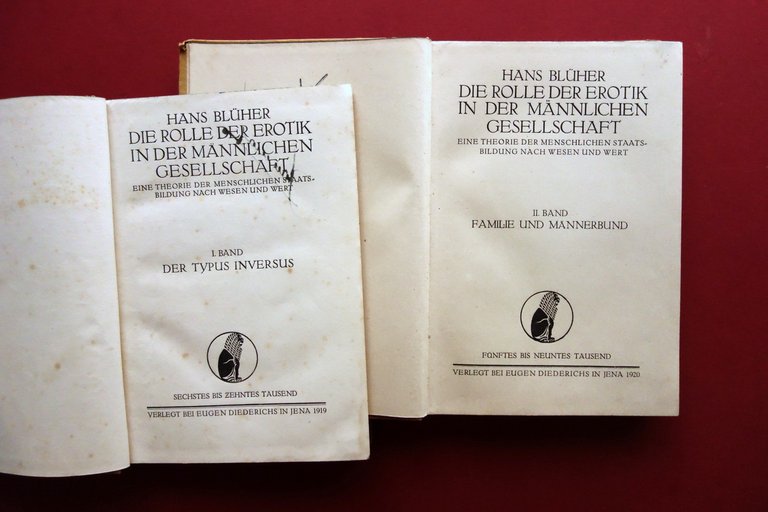 HANS BLÜHER
DIE ROLLE DER EROTIK
IN DER MÄNNLICHEN
GESELLSCHAFT
EINE THEORIE DER MENSCHLICHEN STAATS-
BILDUNG NACH WESEN UND WERT
I. BAND
DER TYPUS INVERSUS
SECHSTES BIS ZEHNTES TAUSEND
VERLEGT BEI EUGEN DIEDERICHS IN JENA 1919
HANS BLÜHER
DIE ROLLE DER EROTIK
IN DER MÄNNLICHEN
GESELLSCHAFT
EINE THEORIE DER MENSCHLICHEN STAATS-
BILDUNG NACH WESEN UND WERT
II. BAND
FAMILIE UND MÄNNERBUND
FÜNFTES BIS NEUNTES TAUSEND
VERLEGT BEI EUGEN DIEDERICHS IN JENA 1920